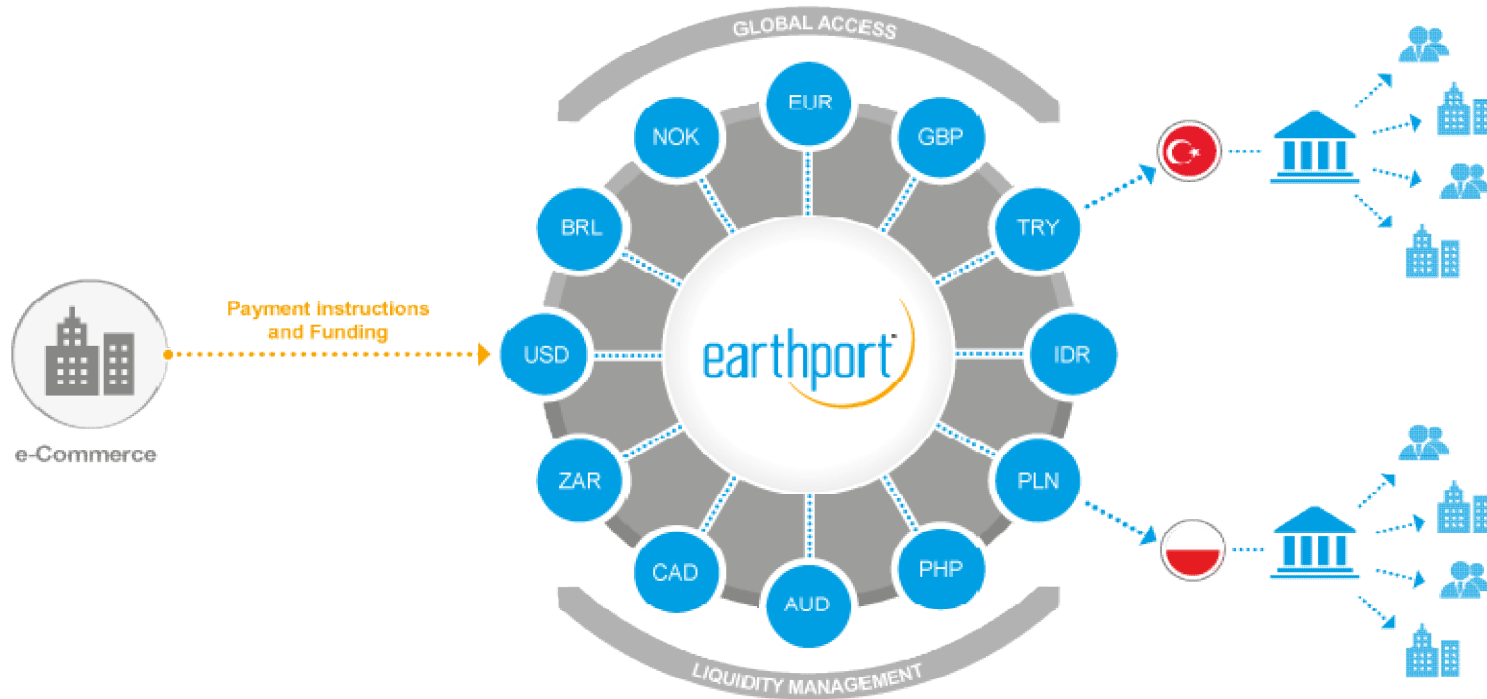 GLOBAL ACCESS
EUR
NOK
GBP
BRL
TRY
Payment instructions
and Funding
USD
earthport™
IDR
e-Commerce
ZAR
PLN
CAD
PHP
AUD
LIQUIDITY MANAGEMENT